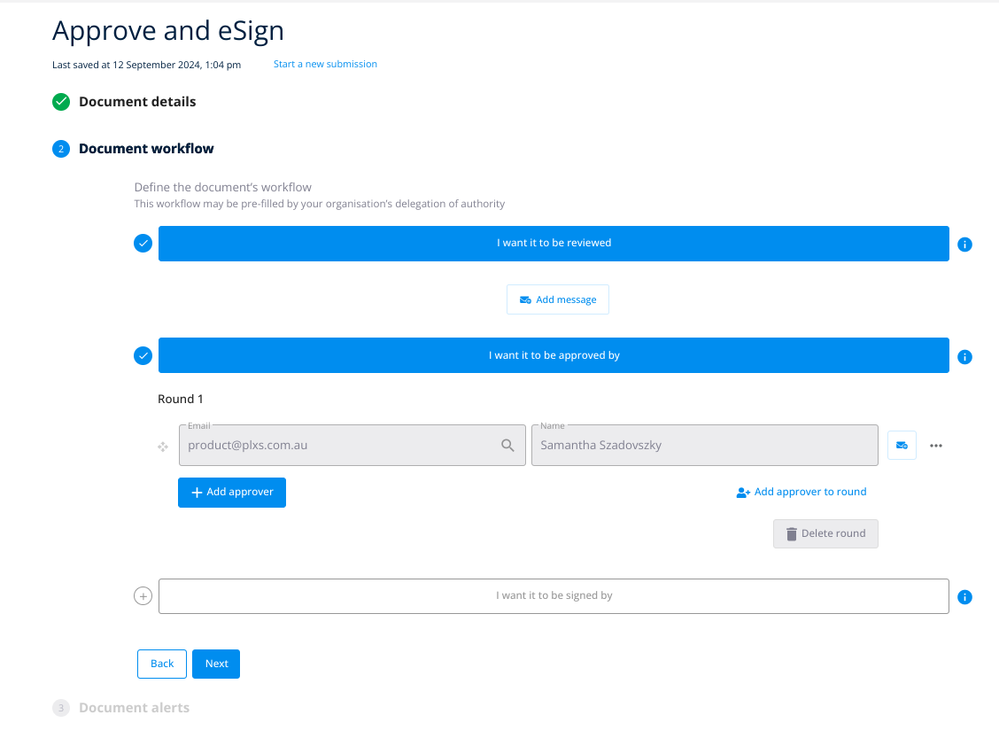 Approve and eSign
Last saved at 12 September 2024, 1:04 pm
Start a new submission
Document details
2
Document workflow
Define the document’s workflow
This workflow may be pre-filled by your organisation’s delegation of authority
I want it to be reviewed
Add message
I want it to be approved by
Round 1
Email
product@plxs.com.au
Name
Samantha Szadovszky
Add approver
Add approver to round
Delete round
I want it to be signed by
Back
Next
3
Document alerts